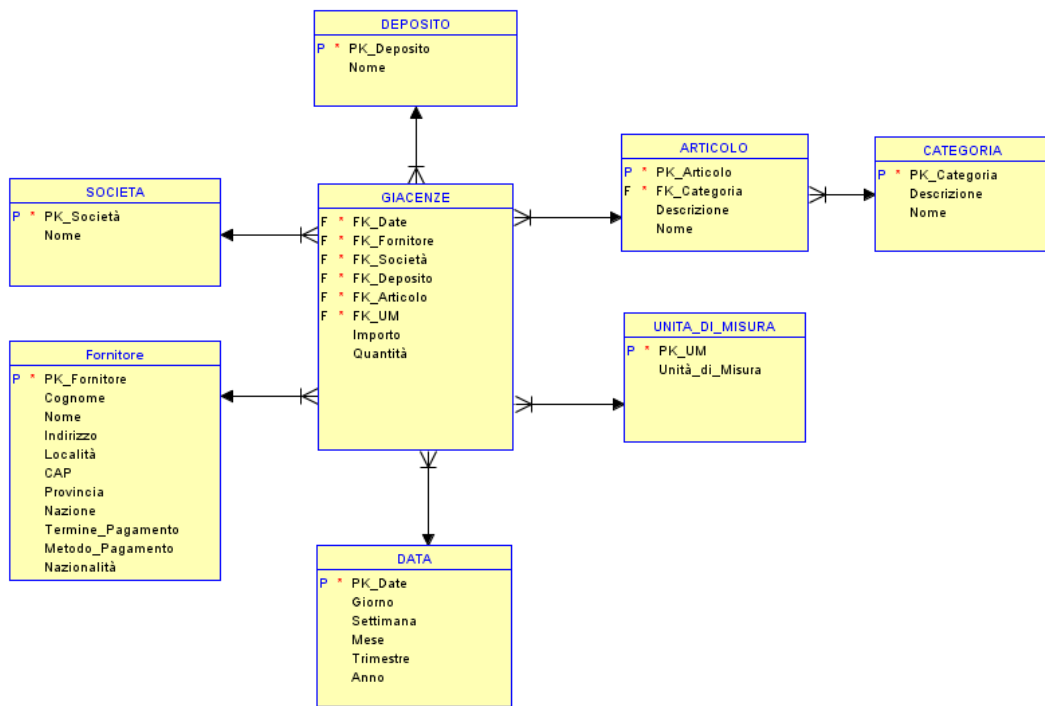 DEPOSITO
P * PK_Deposito
Nome
SOCIETA
P * PK_Società
Nome
GIACENZE
F * FK_Date
F * FK_Fornitore
F * FK_Società
F * FK_Deposito
F * FK_Articolo
F * FK_UM
Importo
Quantità
ARTICOLO
P * PK_Articolo
F * FK_Categoria
Descrizione
Nome
CATEGORIA
P * PK_Categoria
Descrizione
Nome
Fornitore
P * PK_Fornitore
Cognome
Nome
Indirizzo
Località
CAP
Provincia
Nazione
Termine_Pagamento
Metodo_Pagamento
Nazionalità
UNITA_DI_MISURA
P * PK_UM
Unità_di_Misura
DATA
P * PK_Date
Giorno
Settimana
Mese
Trimestre
Anno